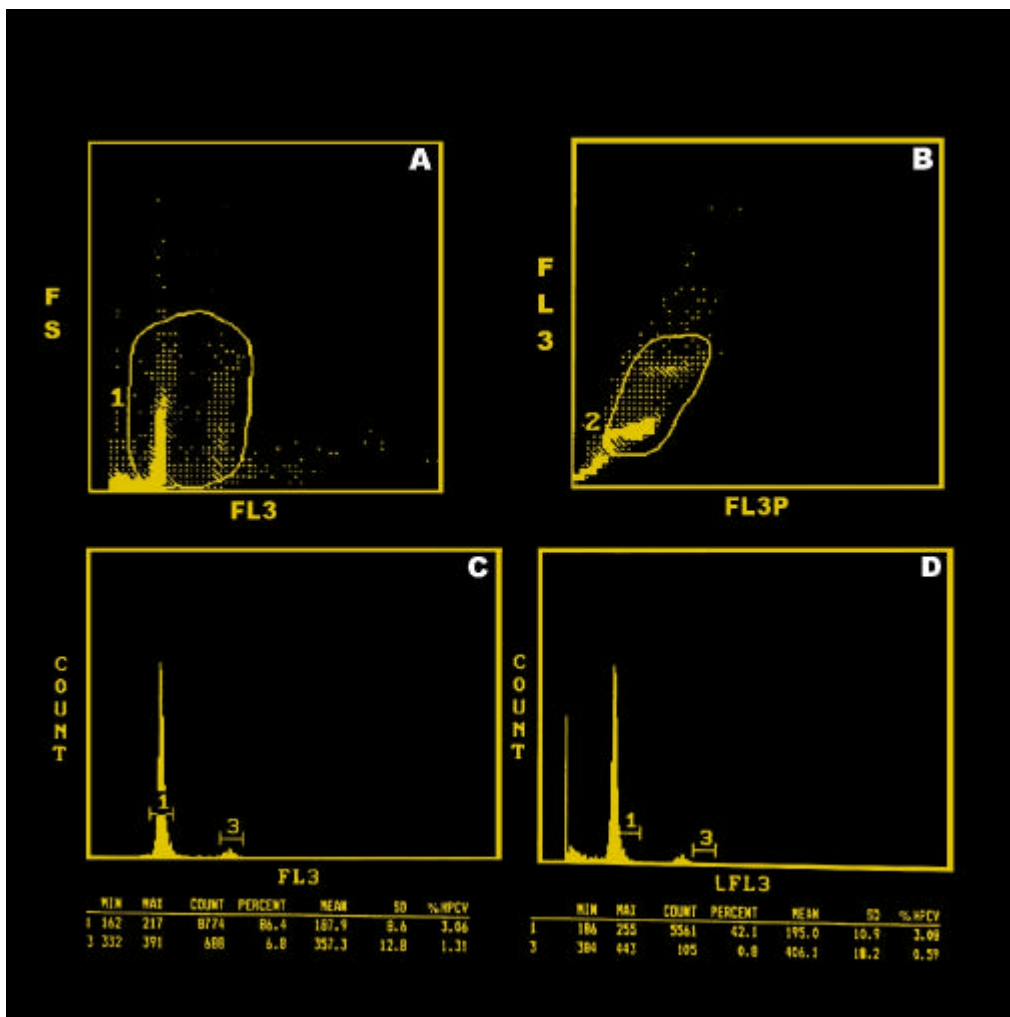 A
B
FS
FL3
1
2
FL3
FL3P
C
D
COUNT
COUNT
1
3
1
3
FL3
LFL3
MIN MAX COUNT PERCENT MEAN SD %HPCV
1 162 217 8774 86.4 187.9 8.6 3.06
3 332 391 688 6.8 357.3 12.8 1.31
MIN MAX COUNT PERCENT MEAN SD %HPCV
1 186 255 5561 42.1 195.0 10.9 3.08
3 384 443 105 0.8 406.1 18.2 0.59